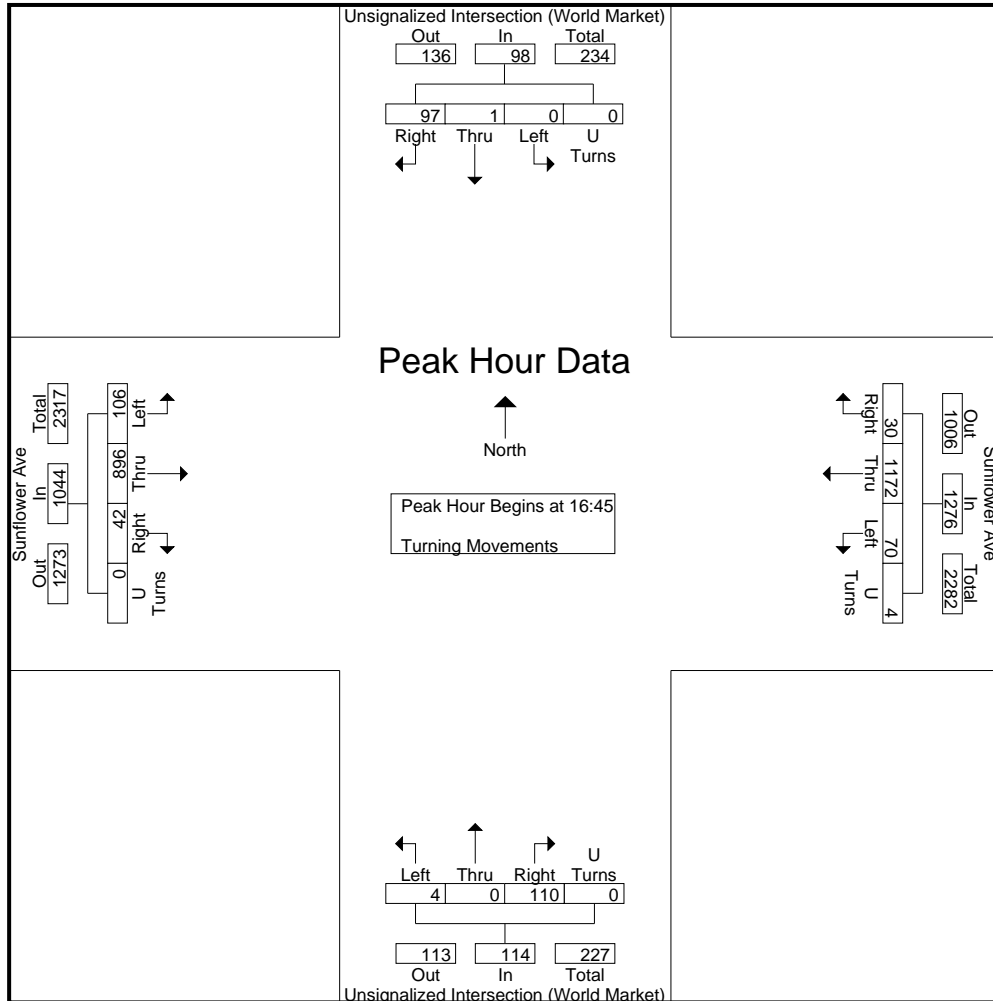 Unsignalized Intersection (World Market)
Out In Total
136 98 234
97 1 0 0
Right Thru Left U
Turns
Peak Hour Data
North
Peak Hour Begins at 16:45
Turning Movements
Sunflower Ave
Total In Out
2317 1044 1273
106 896 42 0
Left Thru Right U
Turns
Sunflower Ave
Out In Total
1006 1276 2282
30 1172 70 4
Right Thru Left U
Turns
U
Left Thru Right Turns
4 0 110 0
113 114 227
Out In Total
Unsignalized Intersection (World Market)